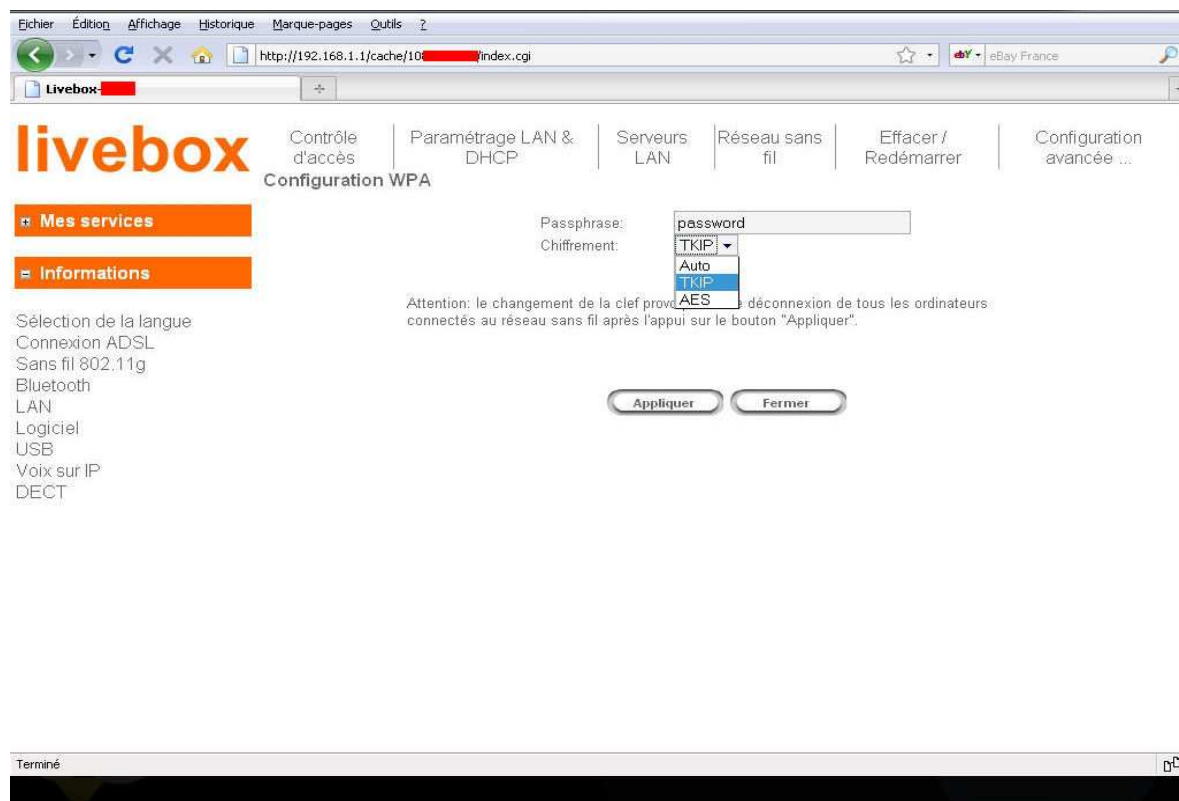 Fichier Édition Affichage Historique Marque-pages Outils ?
http://192.168.1.1/cache/10 /index.cgi
ebY eBay France
Livebox-
livebox
Contrôle d'accès
Paramétrage LAN & DHCP
Serveurs LAN
Réseau sans fil
Effacer / Redémarrer
Configuration avancée ...
Configuration WPA
Mes services
Informations
Sélection de la langue
Connexion ADSL
Sans fil 802.11g
Bluetooth
LAN
Logiciel
USB
Voix sur IP
DECT
Passphrase: password
Chiffrement: TKIP
Auto
TKIP
AES
Attention: le changement de la clef déconnexion de tous les ordinateurs
connectés au réseau sans fil après l'appui sur le bouton "Appliquer".
Appliquer Fermer
Terminé